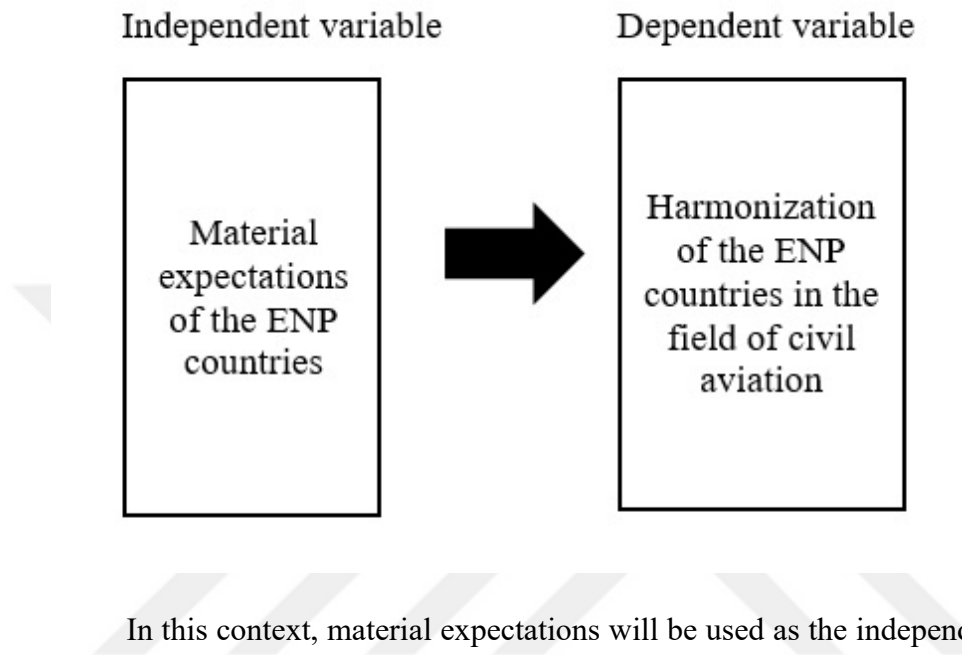 Independent variable
Dependent variable
Material
expectations
of the ENP
countries
Harmonization
of the ENP
countries in the
field of civil
aviation
In this context, material expectations will be used as the